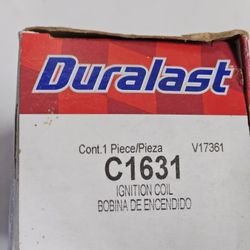 Duralast
Cont.1 Piece/Pieza V17361
C1631
IGNITION COIL
BOBINA DE ENCENDIDO